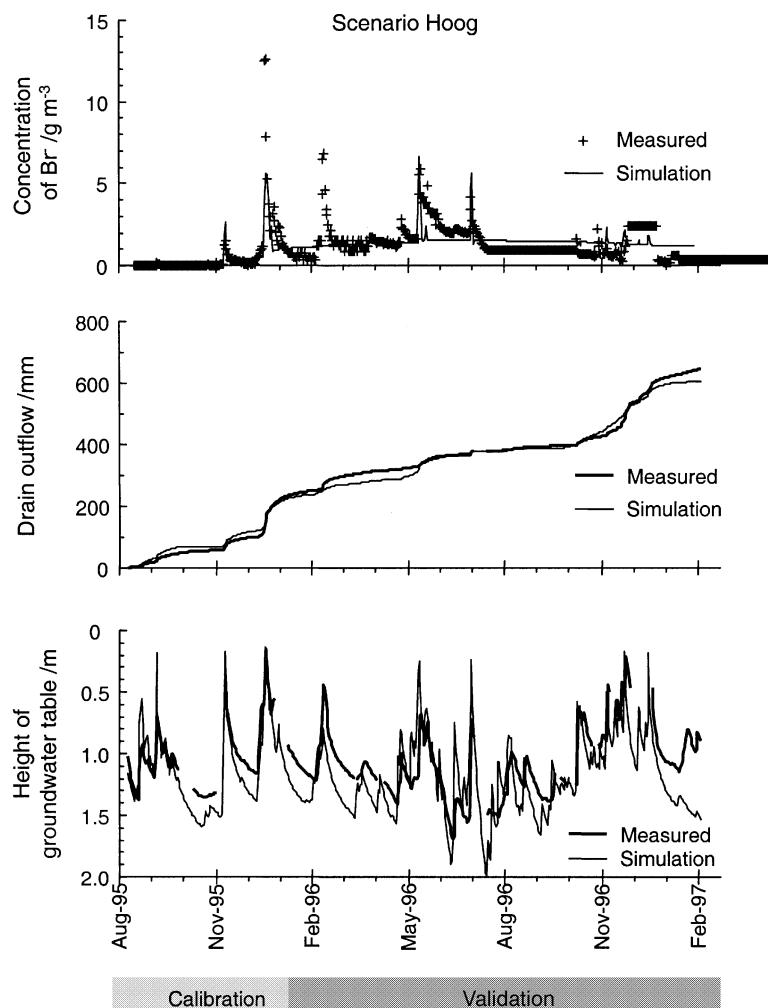 Scenario Hoog
15
10
5
0
Concentration
of Br⁻ /g m⁻³
Measured
Simulation
800
600
400
200
0
Drain outflow /mm
Measured
Simulation
0
0.5
1.0
1.5
2.0
Height of
groundwater table /m
Measured
Simulation
Aug-95
Nov-95
Feb-96
May-96
Aug-96
Nov-96
Feb-97
Calibration
Validation